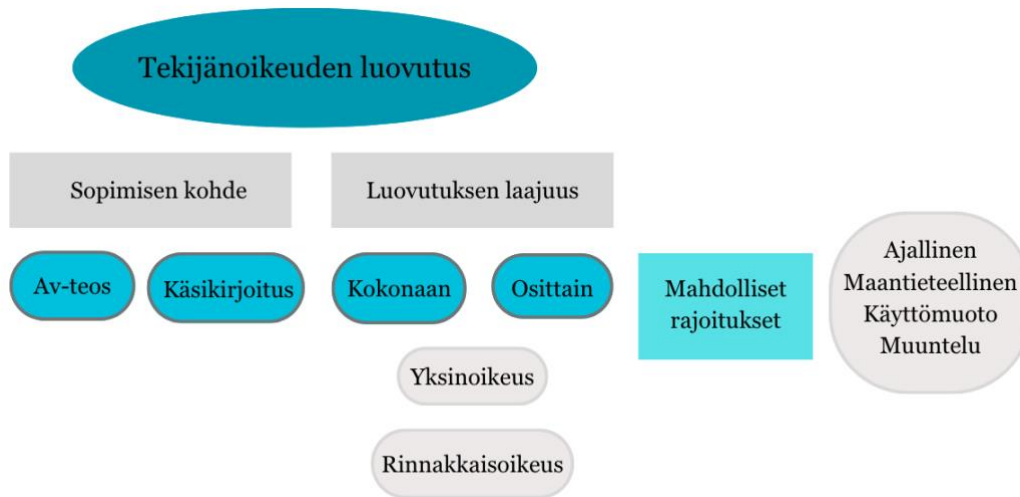 Tekijänoikeuden luovutus
Sopimisen kohde
Luovutuksen laajuus
Av-teos
Käsikirjoitus
Kokonaan
Osittain
Yksinoikeus
Rinnakkaisoikeus
Mahdolliset
rajoitukset
Ajallinen
Maantieteellinen
Käyttömuoto
Muuntelu